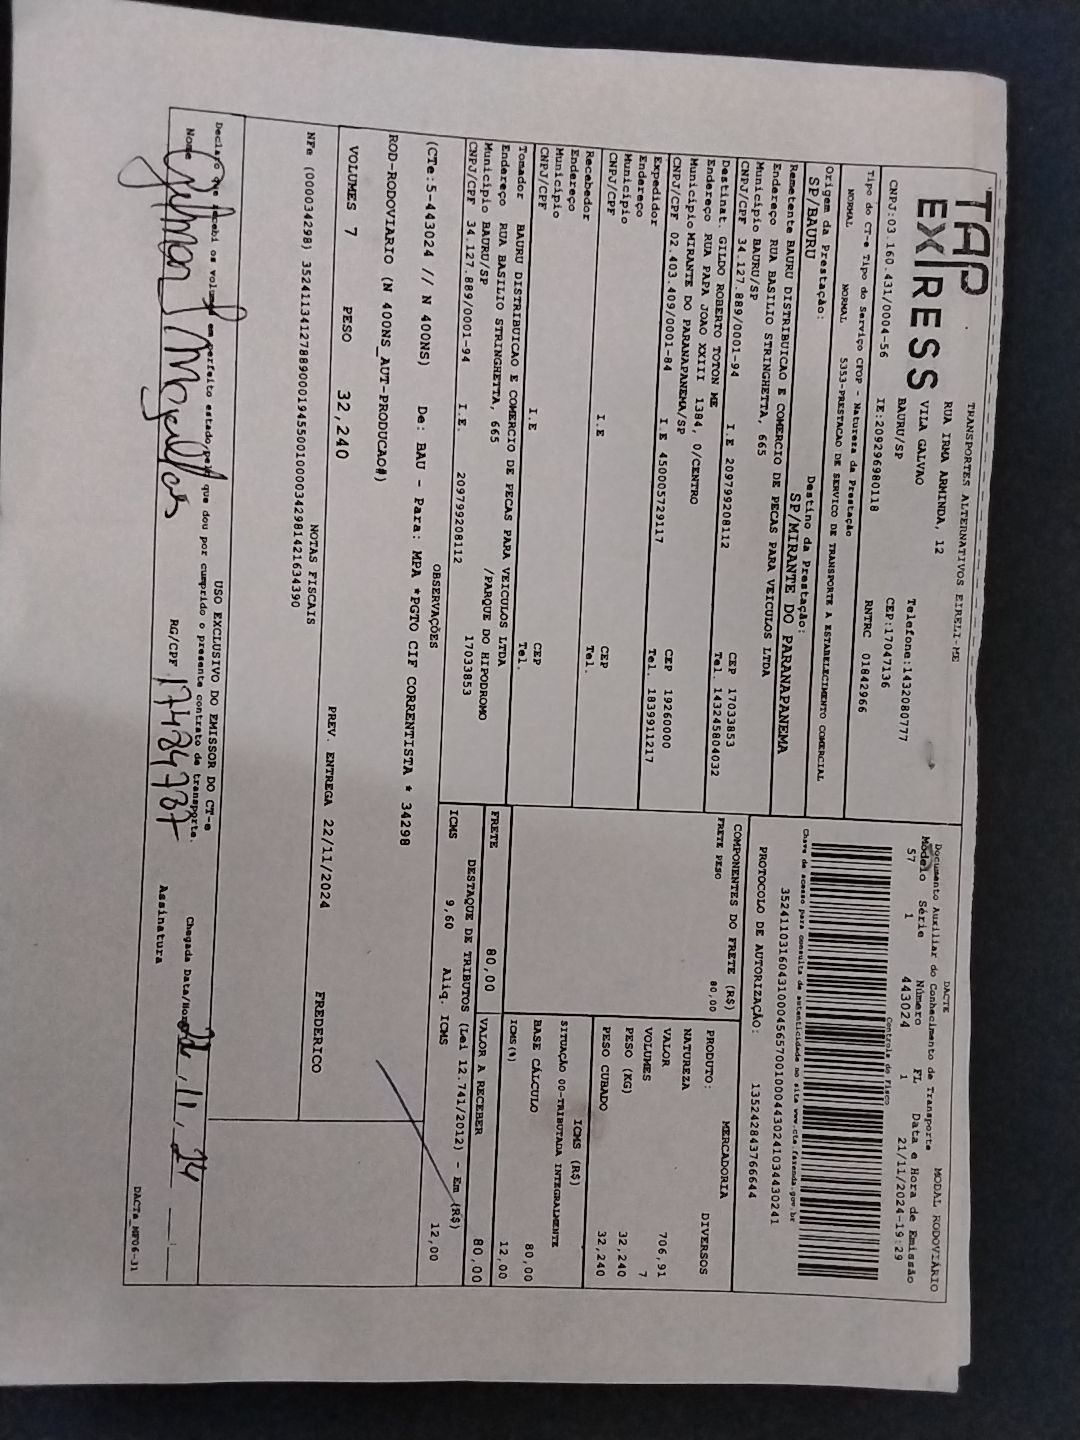 TAP EXPRESS
TRANSPORTES ALTERNATIVOS EIRELI-ME
RUA IRMA ARMINDA, 12
VILA GALVAO
BAURU/SP
Telefone:1432080777
CEP:17047136
CNPJ:03.160.431/0004-56 IE:209296980118 RNTRC 01842966
Tipo do CT-e Tipo do Serviço CFOP - Natureza da Prestação
NORMAL NORMAL 5353-PRESTACAO DE SERVICO DE TRANSPORTE A ESTABELECIMENTO COMERCIAL
Origem da Prestação: Destino da Prestação:
SP/BAURU SP/MIRANTE DO PARANAPANEMA
Remetente BAURU DISTRIBUICAO E COMERCIO DE PECAS PARA VEICULOS LTDA
Endereço RUA BASILIO STRINGHETTA, 665
Municipio BAURU/SP CEP 17033853
CNPJ/CPF 34.127.889/0001-94 I.E 209799208112 Tel. 143245804032
Destinat. GILDO ROBERTO TOTON ME
Endereço RUA PAPA JOAO XXIII 1384, 0/CENTRO
Municipio MIRANTE DO PARANAPANEMA/SP CEP 19260000
CNPJ/CPF 02.403.409/0001-84 I.E 450005729117 Tel. 1839911217
Expedidor
Endereço
Municipio CEP
CNPJ/CPF I.E Tel.
Recebedor
Endereço
Municipio CEP
CNPJ/CPF I.E Tel.
Tomador BAURU DISTRIBUICAO E COMERCIO DE PECAS PARA VEICULOS LTDA
Endereço RUA BASILIO STRINGHETTA, 665 /PARQUE DO HIPODROMO
Municipio BAURU/SP 17033853
CNPJ/CPF 34.127.889/0001-94 I.E. 209799208112
DACTE
Documento Auxiliar do Conhecimento de Transporte MODAL RODOVIÁRIO
Modelo Série Número FL Data e Hora de Emissão
57 1 443024 1 21/11/2024-19:29
Controle do Fisco
Chave de acesso para consulta de autenticidade no site www.cte.fazenda.gov.br
35241103160431000456570010004430241034430241
PROTOCOLO DE AUTORIZAÇÃO: 135242843766644
COMPONENTES DO FRETE (R$)
FRETE PESO 80,00
FRETE 80,00
PRODUTO: MERCADORIA
NATUREZA DIVERSOS
VALOR 706,91
VOLUMES 7
PESO (KG) 32,240
PESO CUBADO 32,240
ICMS (R$)
SITUAÇÃO 00-TRIBUTADA INTEGRALMENTE
BASE CÁLCULO 80,00
ICMS(%) 12,00
VALOR A RECEBER 80,00
DESTAQUE DE TRIBUTOS (Lei 12.741/2012) - Em (R$)
ICMS 9,60 Aliq. ICMS 12,00
OBSERVAÇÕES
(CTe:5-443024 // N 400NS) De: BAU - Para: MPA *PGTO CIF CORRENTISTA * 34298
ROD-RODOVIARIO (N 400NS_AUT-PRODUCAO#)
VOLUMES 7 PESO 32,240 PREV. ENTREGA 22/11/2024 FREDERICO
NOTAS FISCAIS
NFe (000034298) 35241134127889000194550010000342981421634390
USO EXCLUSIVO DO EMISSOR DO CT-e
Declaro que recebi os volumes em perfeito estado, pelo que dou por cumprido o presente contrato de transporte.
Nome RG/CPF Assinatura Chegada Data/Hora 22/11/24
DACTe_MF06-31